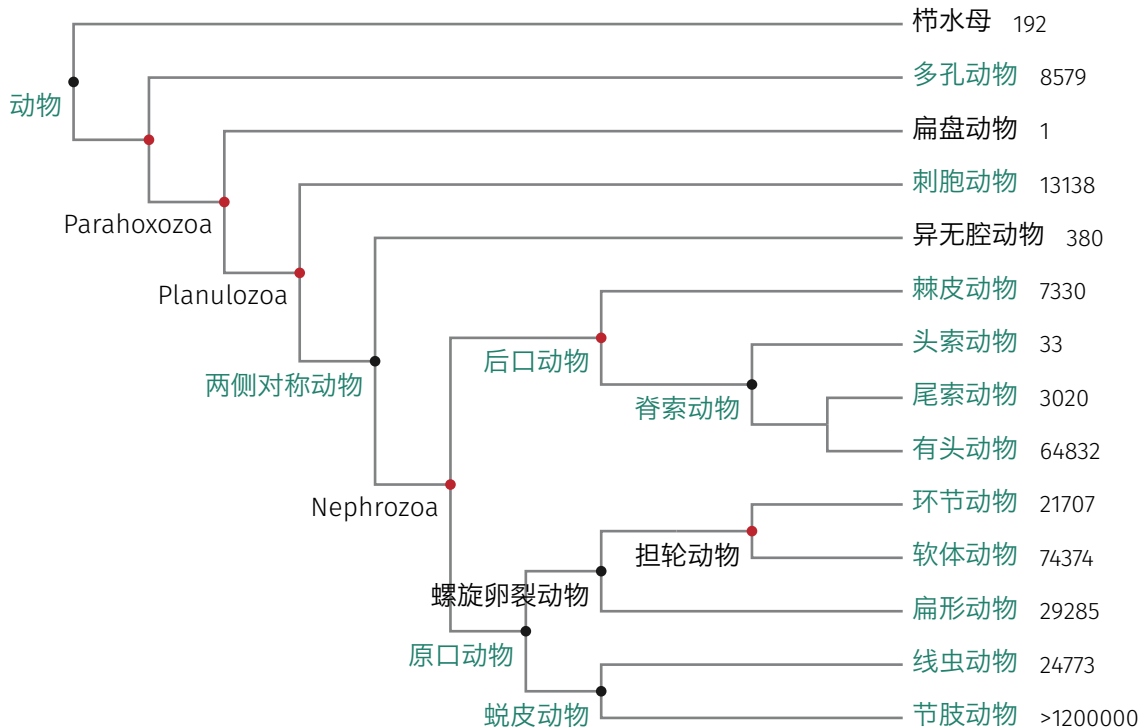 栉水母 192
动物
多孔动物 8579
扁盘动物 1
Parahoxozoa
刺胞动物 13138
Planulozoa
异无腔动物 380
两侧对称动物
棘皮动物 7330
后口动物
头索动物 33
脊索动物
尾索动物 3020
有头动物 64832
Nephrozoa
环节动物 21707
担轮动物
软体动物 74374
螺旋卵裂动物
扁形动物 29285
原口动物
线虫动物 24773
蜕皮动物
节肢动物 >1200000